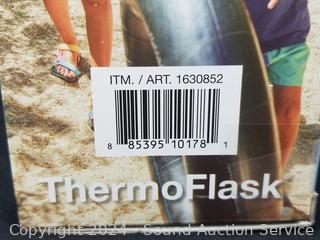 ITM. / ART. 1630852
8 85395 10178 1
ThermoFlask
Copyright 2024 - Sound Auction Service